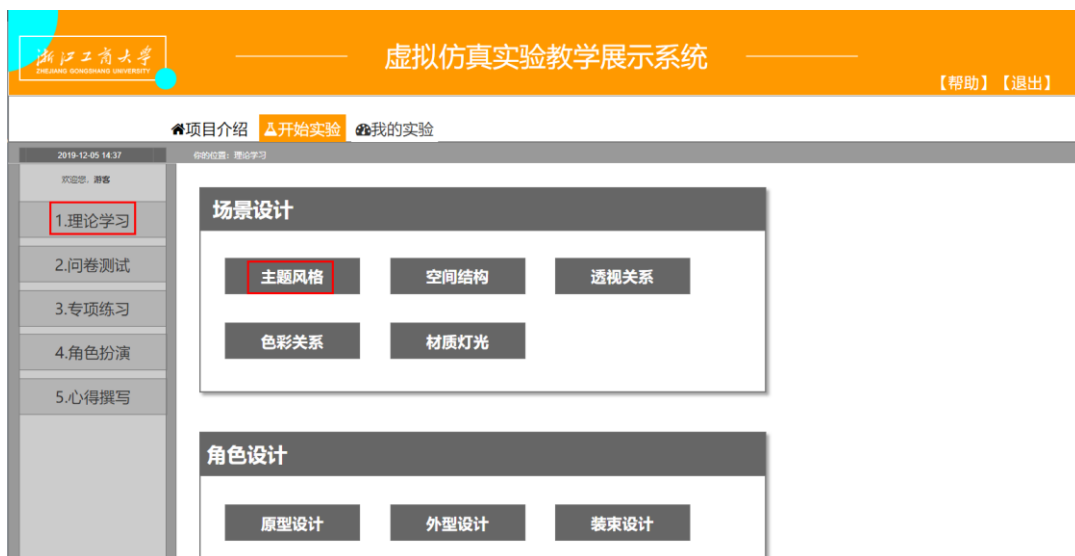 浙江工商大学
ZHEJIANG GONGSHANG UNIVERSITY
虚拟仿真实验教学展示系统
【帮助】【退出】
项目介绍 开始实验 我的实验
2019-12-05 14:37 你的位置：理论学习
欢迎您，游客
1.理论学习
2.问卷测试
3.专项练习
4.角色扮演
5.心得撰写
场景设计
主题风格 空间结构 透视关系
色彩关系 材质灯光
角色设计
原型设计 外型设计 装束设计